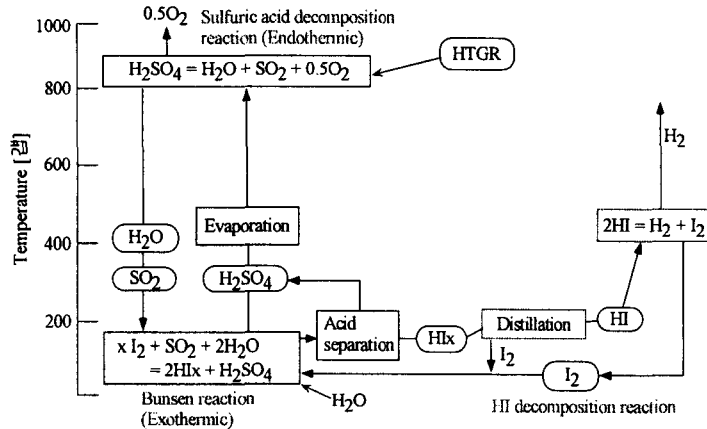 0.5O₂
Sulfuric acid decomposition
reaction (Endothermic)
HTGR
H₂SO₄ = H₂O + SO₂ + 0.5O₂
1000
800
600
400
200
Temperature [캜]
H₂
2HI = H₂ + I₂
Evaporation
H₂O
SO₂
H₂SO₄
Acid
separation
HIx
Distillation
HI
x I₂ + SO₂ + 2H₂O
= 2HIx + H₂SO₄
I₂
I₂
H₂O
Bunsen reaction
(Exothermic)
HI decomposition reaction